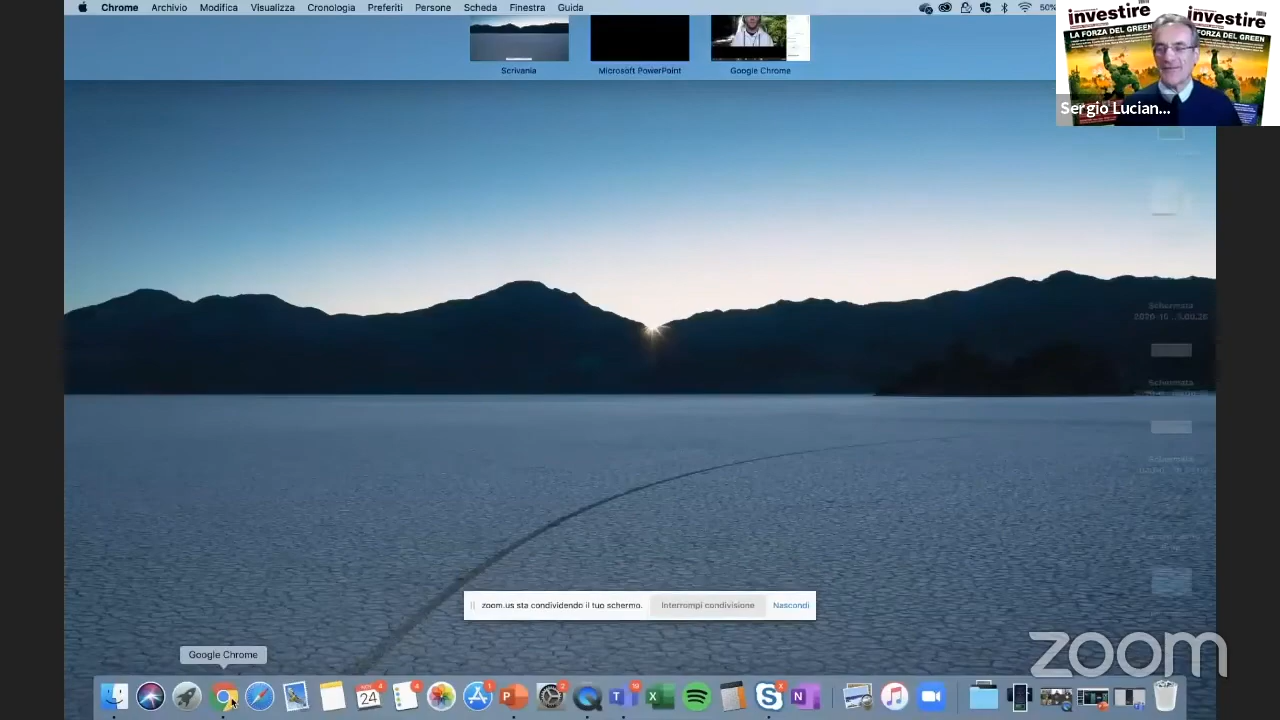 Chrome Archivio Modifica Visualizza Cronologia Preferiti Persone Scheda Finestra Guida 50%
Scrivania Microsoft PowerPoint Google Chrome
investire investire
LA FORZA DEL GREEN FORZA DEL GREEN
Sergio Lucian...
Schermata
Schermata
zoom.us sta condividendo il tuo schermo. Interrompi condivisione Nascondi
zoom
Google Chrome
24